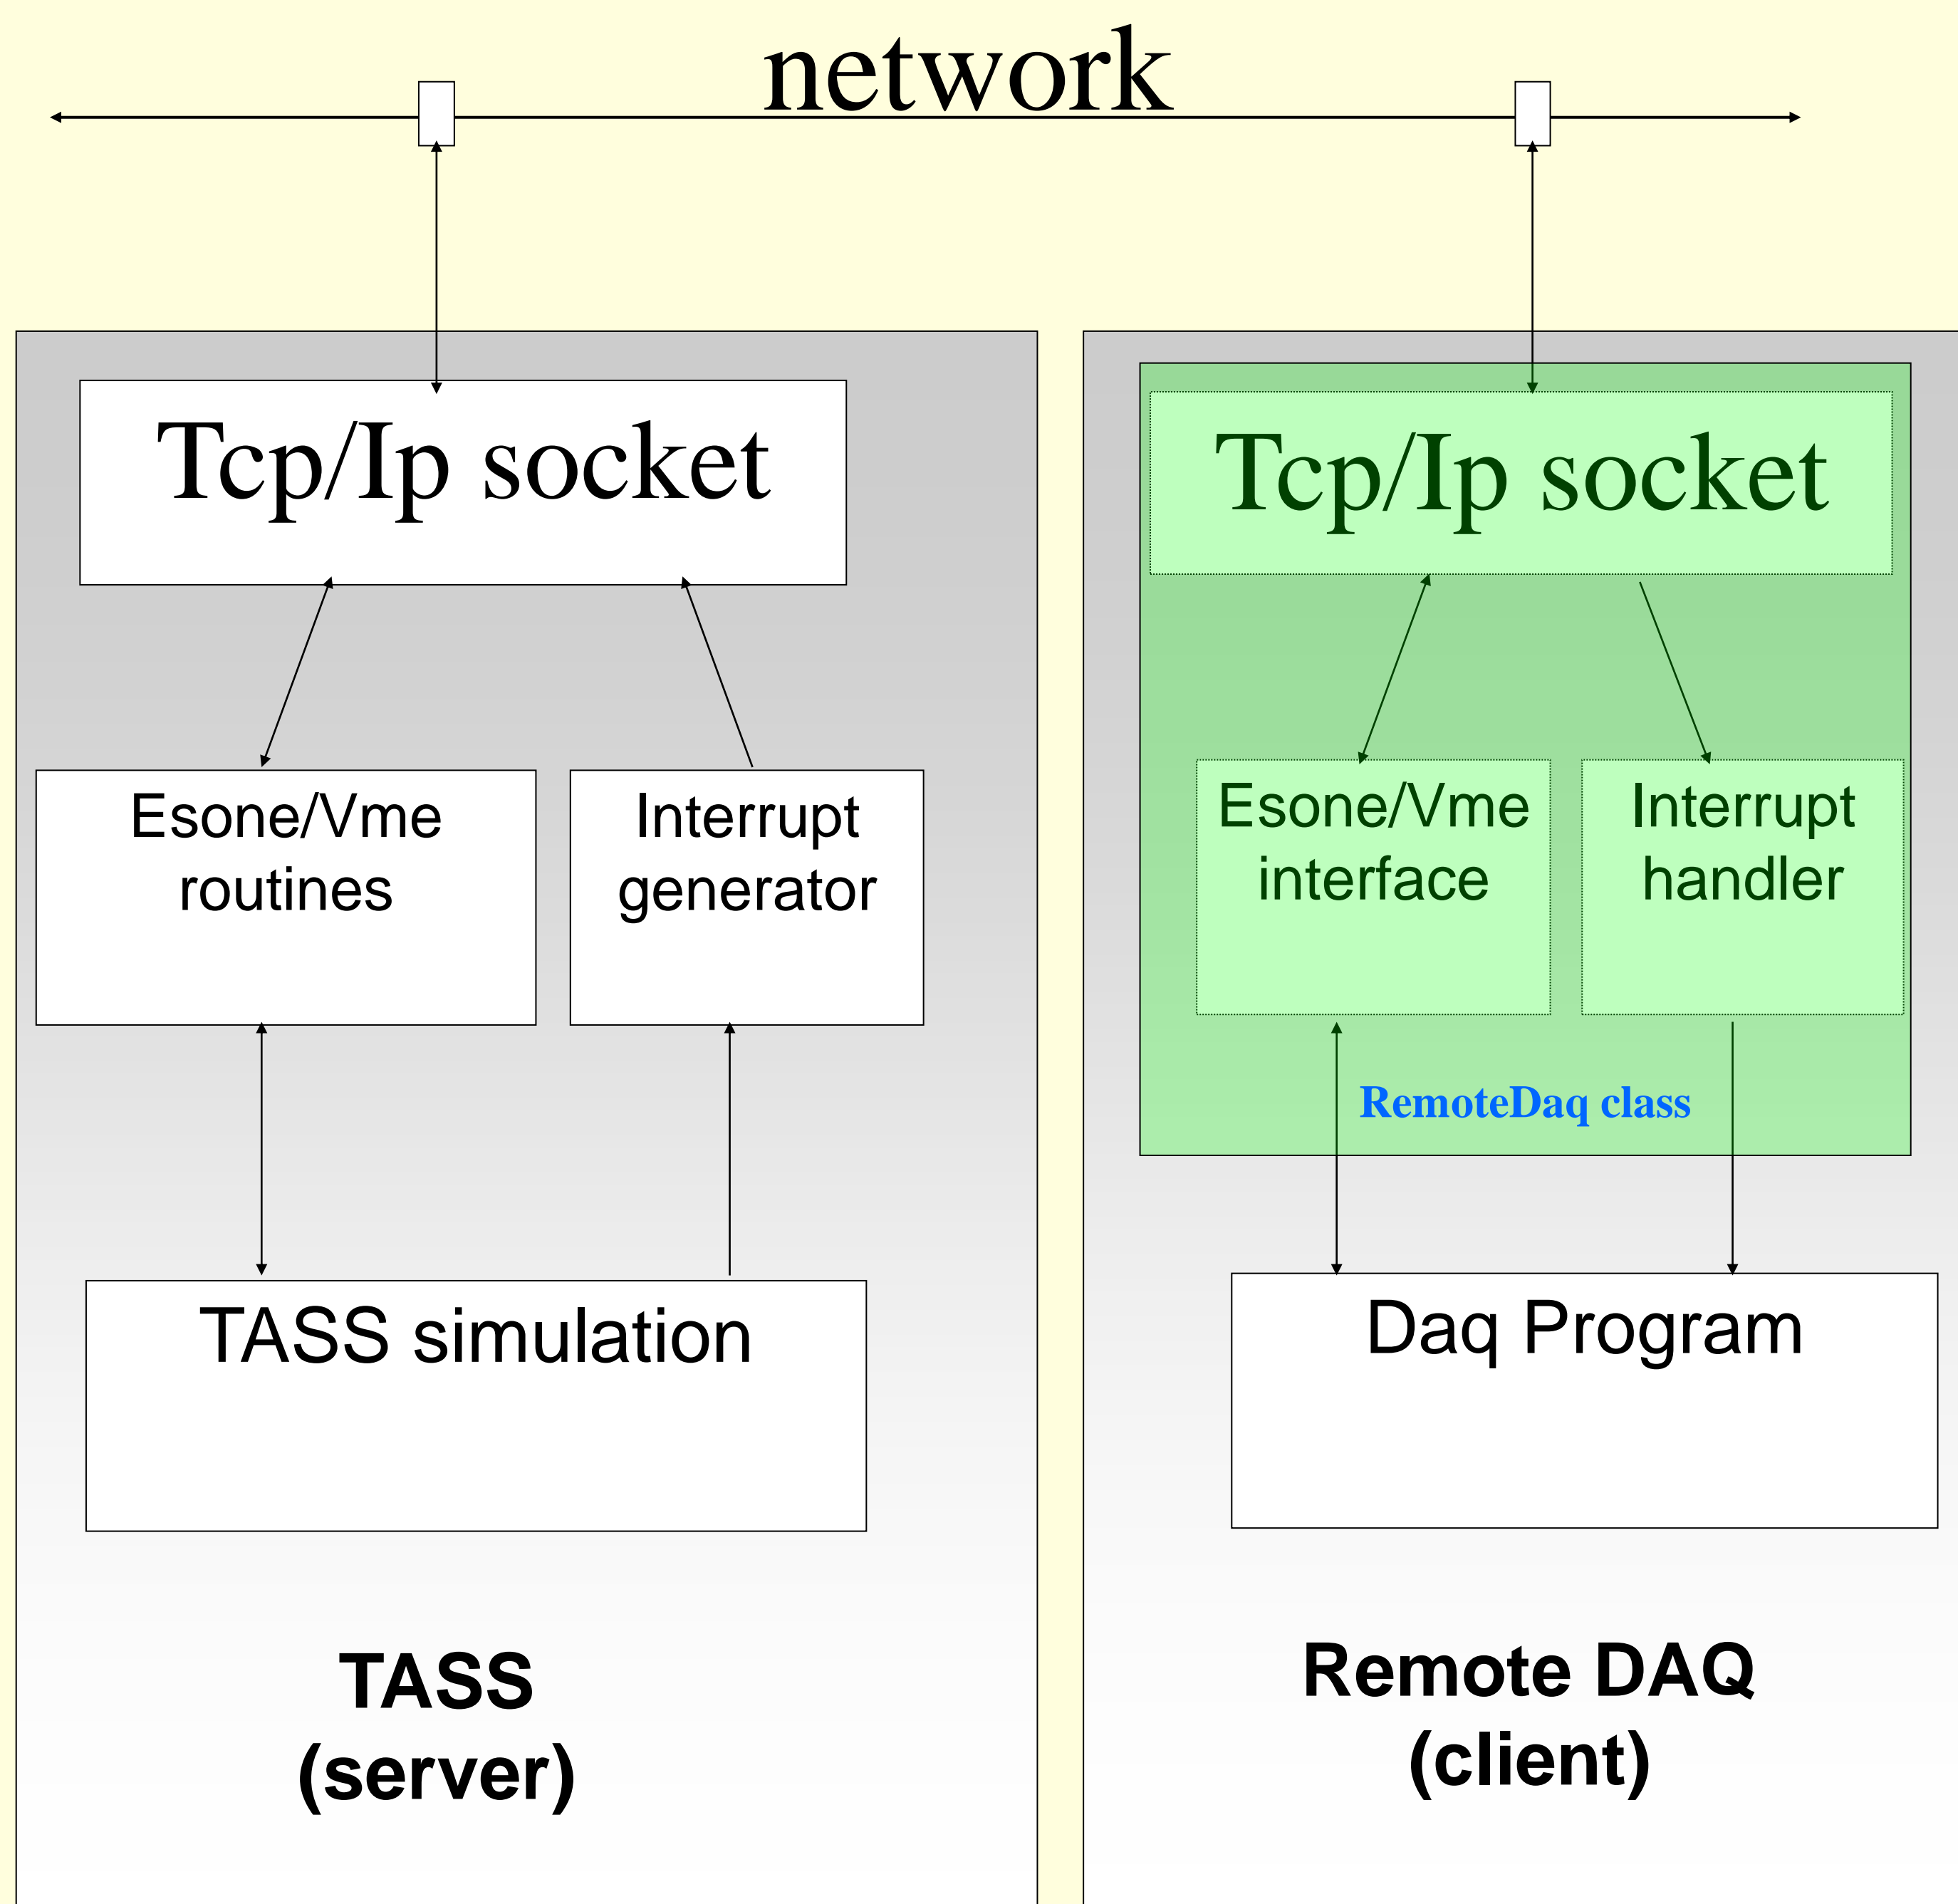 network
Tcp/Ip socket
Esone/Vme
routines
Interrupt
generator
TASS simulation
TASS
(server)
Tcp/Ip socket
Esone/Vme
interface
Interrupt
handler
RemoteDaq class
Daq Program
Remote DAQ
(client)